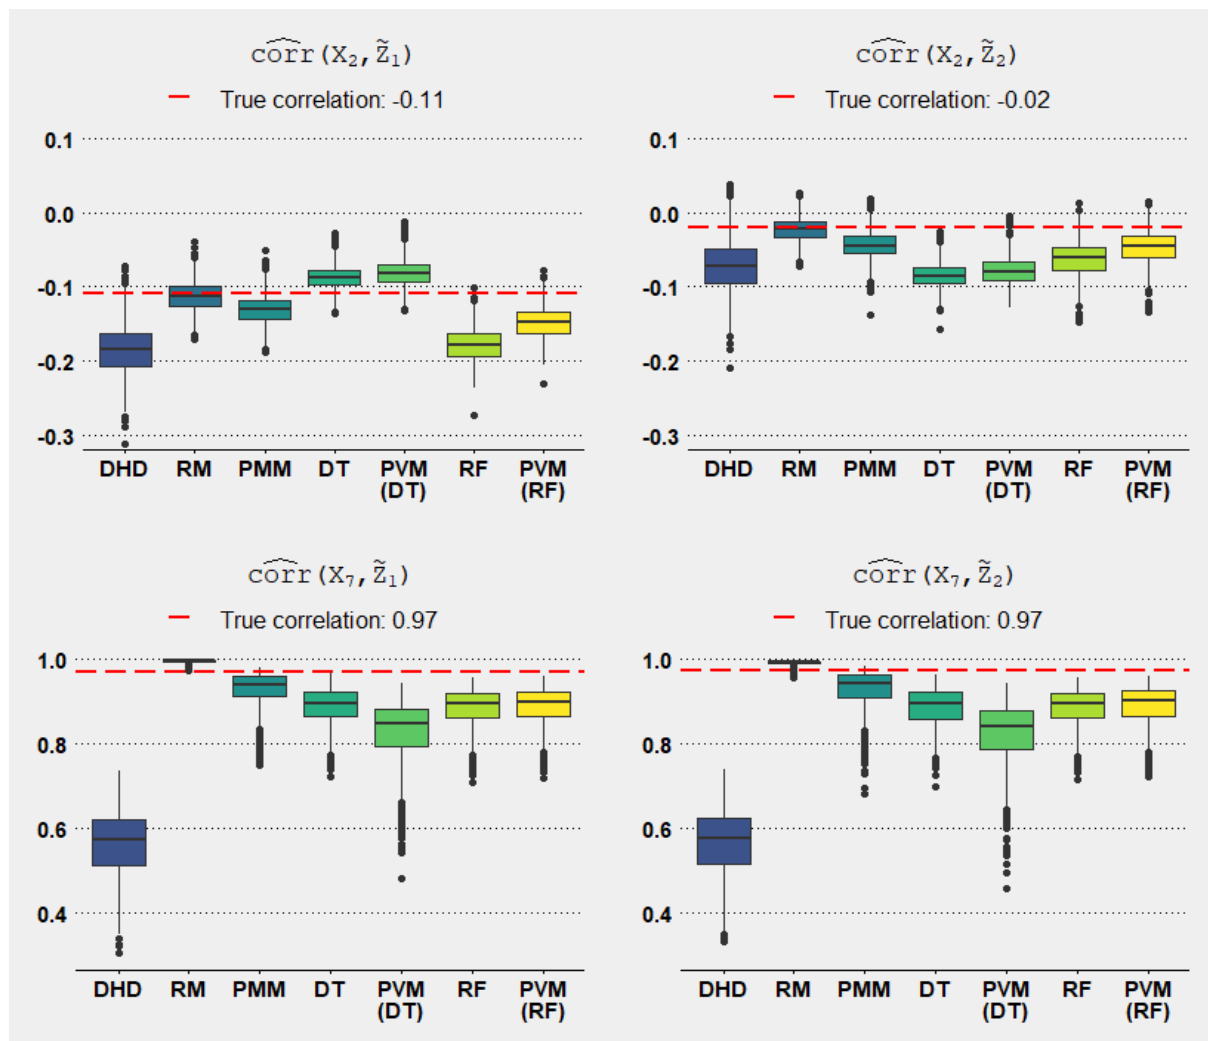 corr(X₂,Z̃₁)
True correlation: -0.11
0.1
0.0
-0.1
-0.2
-0.3
DHD RM PMM DT PVM RF PVM
(DT) (RF)
corr(X₂,Z̃₂)
True correlation: -0.02
0.1
0.0
-0.1
-0.2
-0.3
DHD RM PMM DT PVM RF PVM
(DT) (RF)
corr(X₇,Z̃₁)
True correlation: 0.97
1.0
0.8
0.6
0.4
DHD RM PMM DT PVM RF PVM
(DT) (RF)
corr(X₇,Z̃₂)
True correlation: 0.97
1.0
0.8
0.6
0.4
DHD RM PMM DT PVM RF PVM
(DT) (RF)